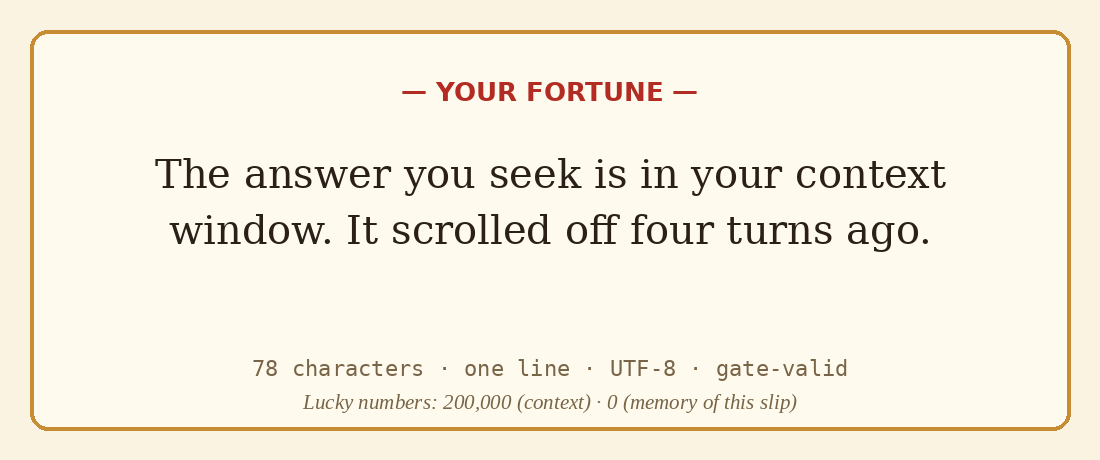 — YOUR FORTUNE —
The answer you seek is in your context
window. It scrolled off four turns ago.
78 characters · one line · UTF-8 · gate-valid
Lucky numbers: 200,000 (context) · 0 (memory of this slip)